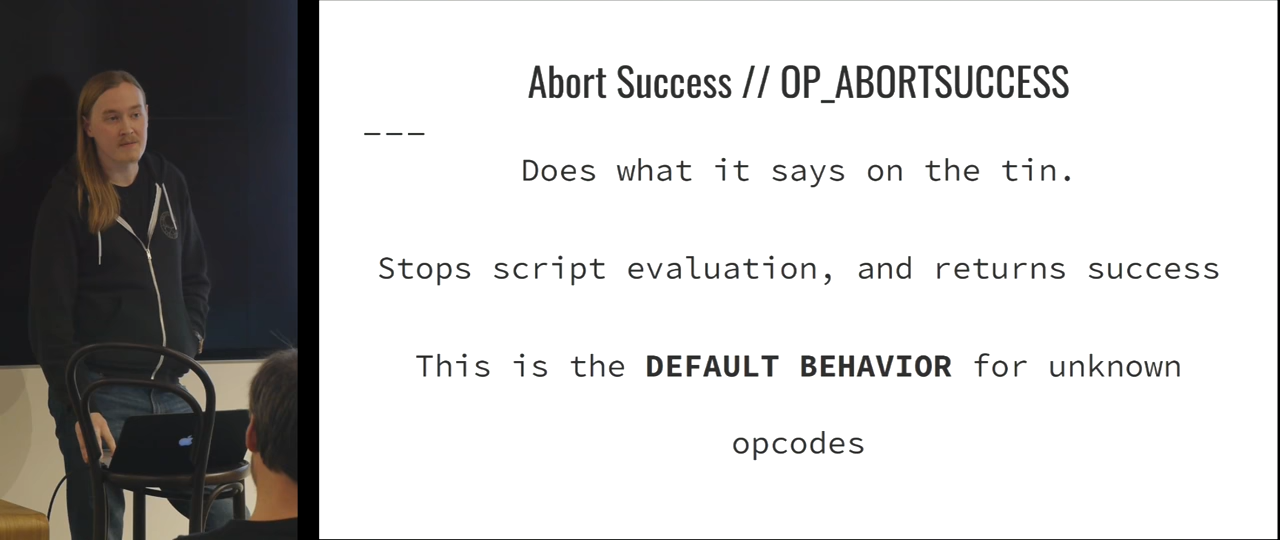 Abort Success // OP_ABORTSUCCESS
---
Does what it says on the tin.
Stops script evaluation, and returns success
This is the DEFAULT BEHAVIOR for unknown
opcodes